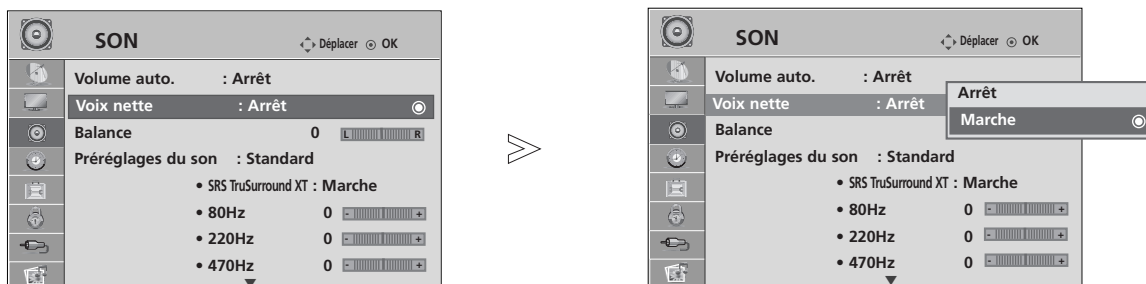 SON
Déplacer OK
Volume auto. : Arrêt
Voix nette : Arrêt
Balance 0 L R
Préréglages du son : Standard
• SRS TruSurround XT : Marche
• 80Hz 0 - +
• 220Hz 0 - +
• 470Hz 0 - +
SON
Déplacer OK
Volume auto. : Arrêt
Voix nette : Arrêt
Arrêt
Marche
Balance
Préréglages du son : Standard
• SRS TruSurround XT : Marche
• 80Hz 0 - +
• 220Hz 0 - +
• 470Hz 0 - +